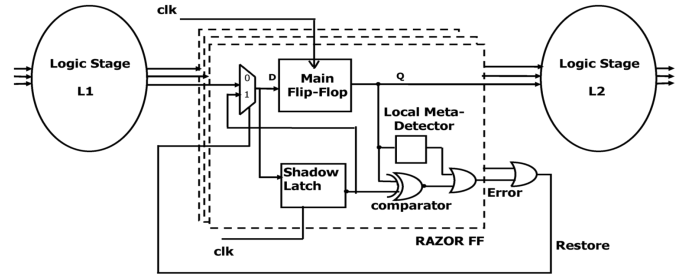 clk
Logic Stage
L1
0
1
D
Main
Flip-Flop
Q
Logic Stage
L2
Local Meta-
Detector
Shadow
Latch
comparator
Error
RAZOR FF
Restore
clk